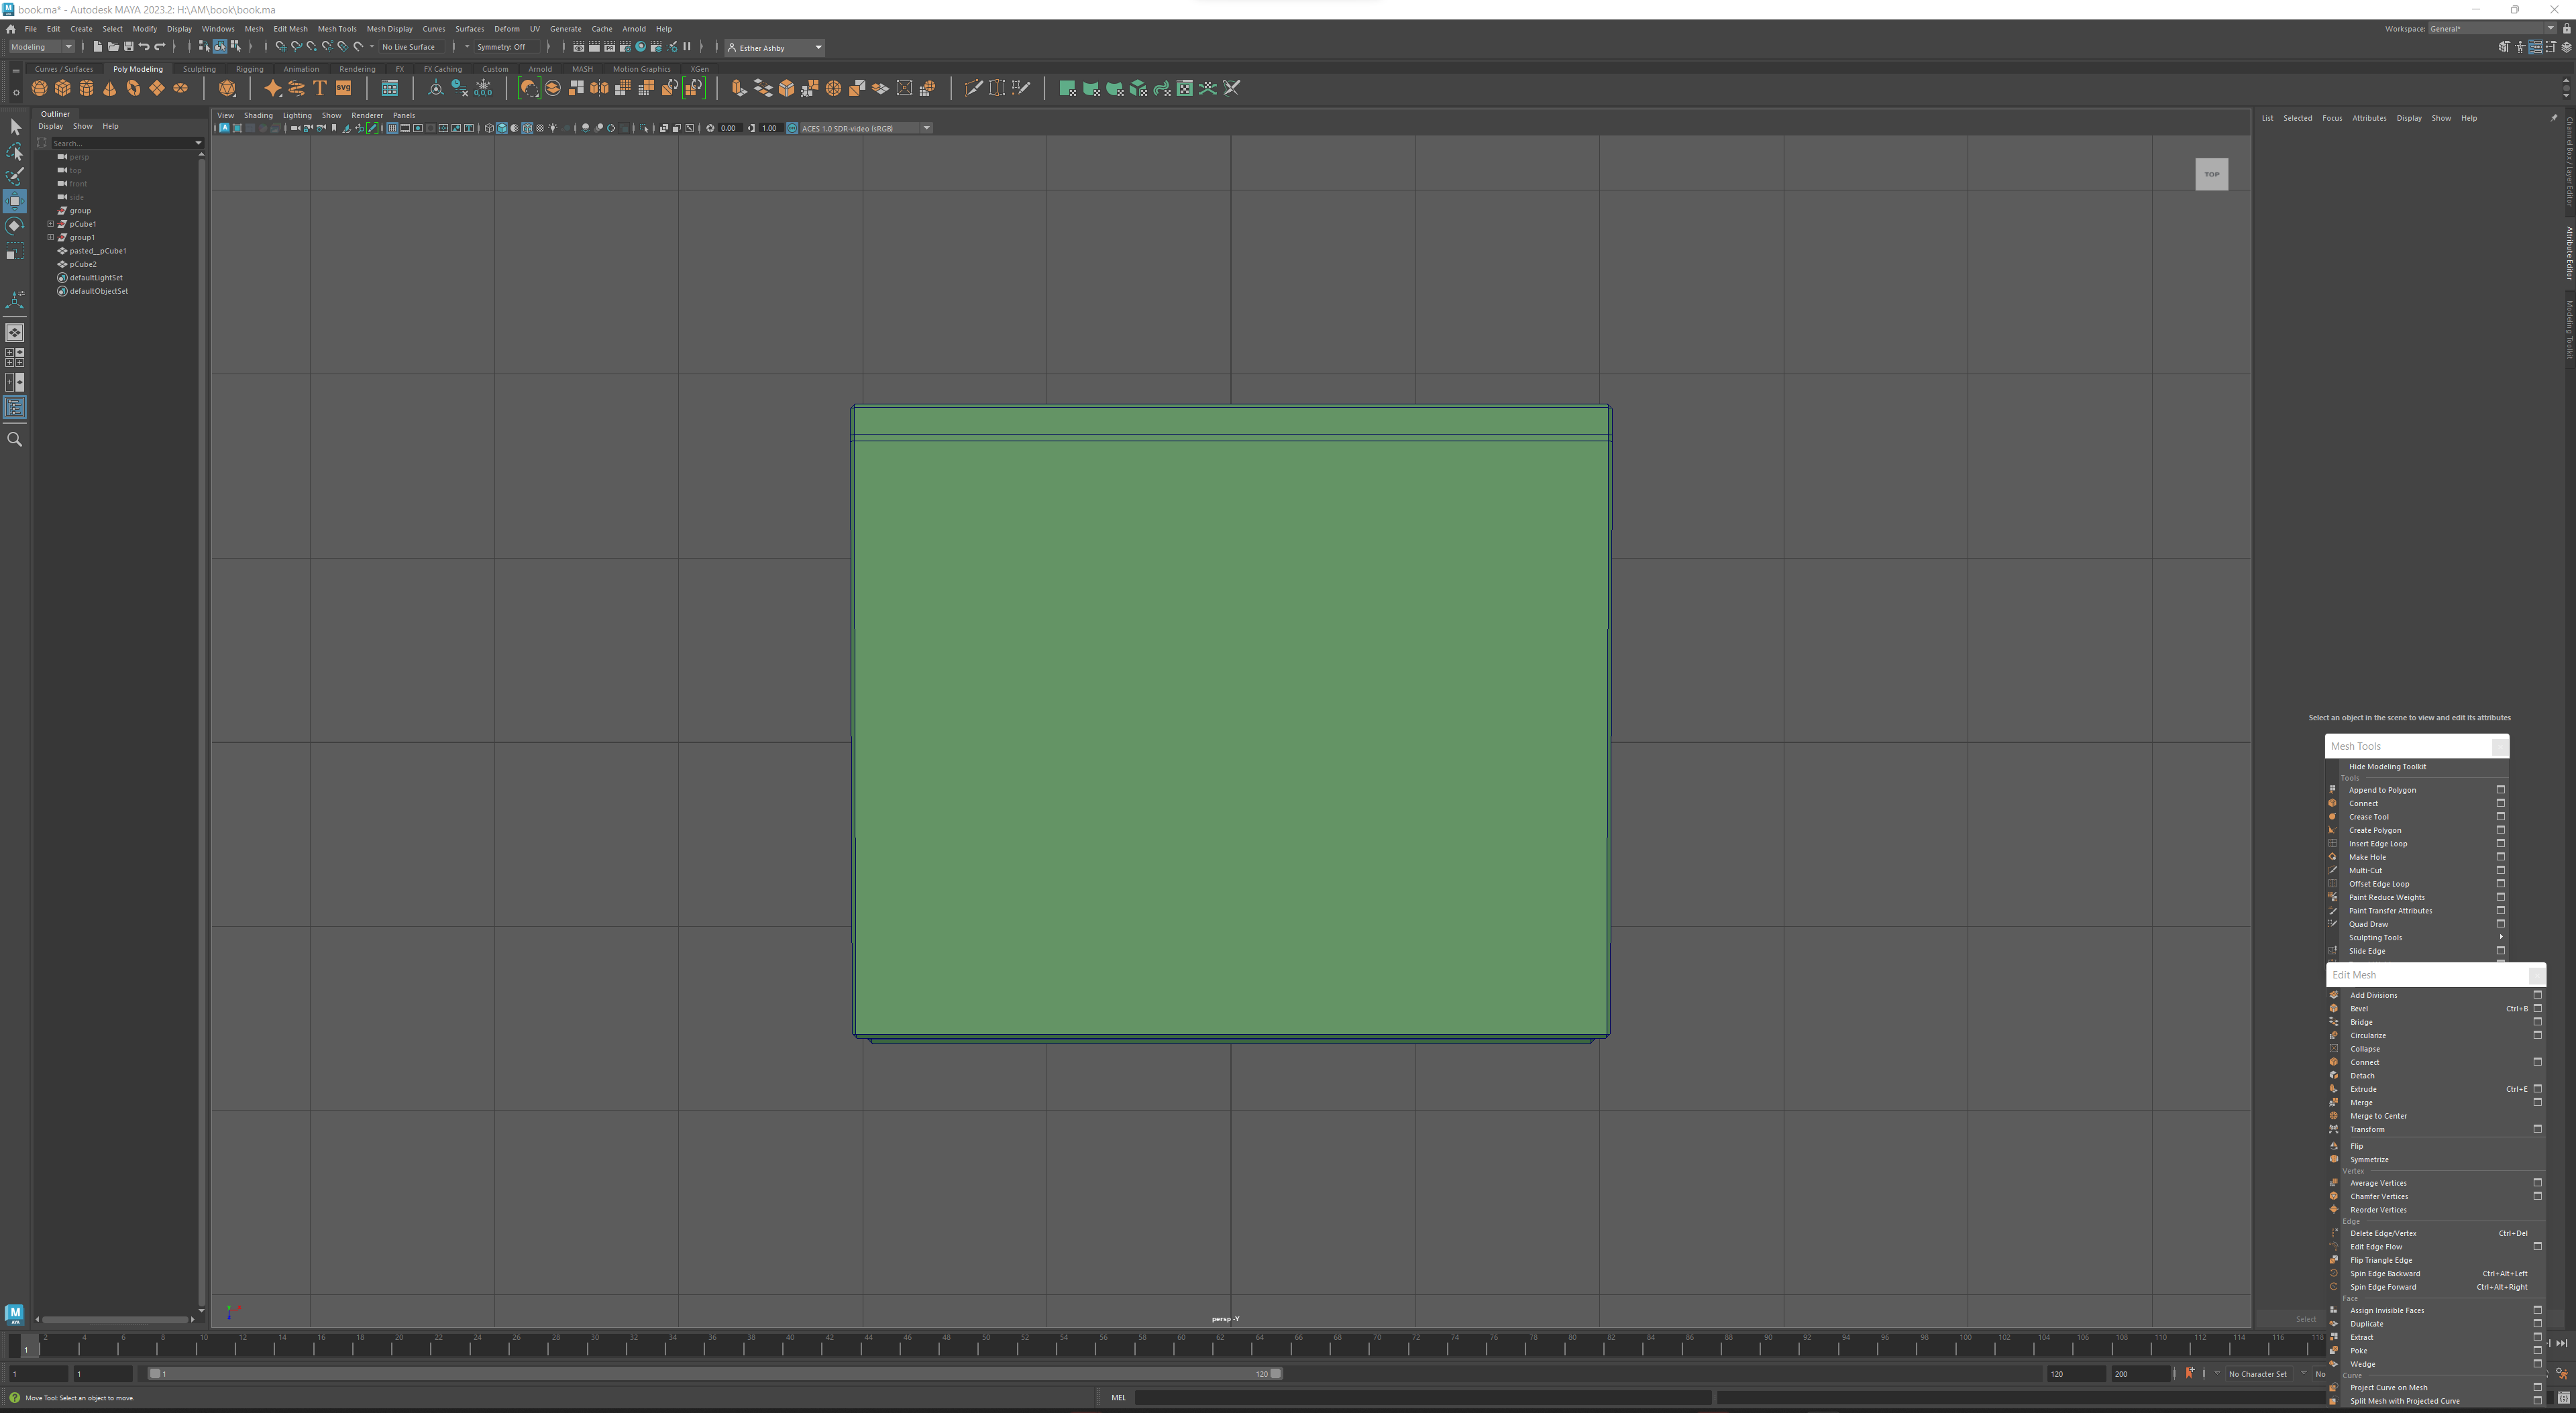 book.ma* - Autodesk MAYA 2023.2: H:\AM\book\book.ma
File Edit Create Select Modify Display Windows Mesh Edit Mesh Mesh Tools Mesh Display Curves Surfaces Deform UV Generate Cache Arnold Help
Workspace: General*
Modeling No Live Surface Symmetry: Off Esther Ashby
Curves / Surfaces Poly Modeling Sculpting Rigging Animation Rendering FX FX Caching Custom Arnold MASH Motion Graphics XGen
SVG
0,0,0
Outliner
Display Show Help
Search...
persp
top
front
side
group
pCube1
group1
pasted__pCube1
pCube2
defaultLightSet
defaultObjectSet
View Shading Lighting Show Renderer Panels
0.00 1.00 ACES 1.0 SDR-video (sRGB)
TOP
persp -Y
List Selected Focus Attributes Display Show Help
Channel Box / Layer Editor
Attribute Editor
Modeling Toolkit
Select an object in the scene to view and edit its attributes
Mesh Tools
Hide Modeling Toolkit
Tools
Append to Polygon
Connect
Crease Tool
Create Polygon
Insert Edge Loop
Make Hole
Multi-Cut
Offset Edge Loop
Paint Reduce Weights
Paint Transfer Attributes
Quad Draw
Sculpting Tools
Slide Edge
Edit Mesh
Add Divisions
Bevel Ctrl+B
Bridge
Circularize
Collapse
Connect
Detach
Extrude Ctrl+E
Merge
Merge to Center
Transform
Flip
Symmetrize
Vertex
Average Vertices
Chamfer Vertices
Reorder Vertices
Edge
Delete Edge/Vertex Ctrl+Del
Edit Edge Flow
Flip Triangle Edge
Spin Edge Backward Ctrl+Alt+Left
Spin Edge Forward Ctrl+Alt+Right
Face
Assign Invisible Faces
Duplicate
Extract
Poke
Wedge
Curve
Project Curve on Mesh
Split Mesh with Projected Curve
Select
M
1 2 4 6 8 10 12 14 16 18 20 22 24 26 28 30 32 34 36 38 40 42 44 46 48 50 52 54 56 58 60 62 64 66 68 70 72 74 76 78 80 82 84 86 88 90 92 94 96 98 100 102 104 106 108 110 112 114 116 118
1 1 1 120 120 200 No Character Set No
Move Tool: Select an object to move. MEL